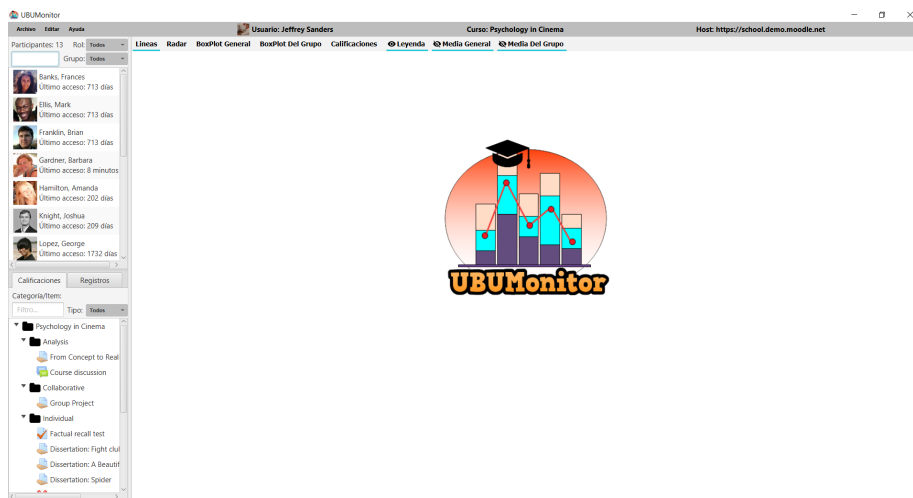 UBUMonitor
Archivo Editar Ayuda
Usuario: Jeffrey Sanders
Curso: Psychology in Cinema
Host: https://school.demo.moodle.net
Participantes: 13 Rol: Todos
Grupo: Todos
Lineas Radar BoxPlot General BoxPlot Del Grupo Calificaciones Leyenda Media General Media Del Grupo
Banks, Frances
Último acceso: 713 días
Ellis, Mark
Último acceso: 713 días
Franklin, Brian
Último acceso: 713 días
Gardner, Barbara
Último acceso: 8 minutos
Hamilton, Amanda
Último acceso: 202 días
Knight, Joshua
Último acceso: 209 días
Lopez, George
Último acceso: 1732 días
Calificaciones Registros
Categoría/Item:
Filtro... Tipo: Todos
Psychology in Cinema
Analysis
From Concept to Real
Course discussion
Collaborative
Group Project
Individual
Factual recall test
Dissertation: Fight clu
Dissertation: A Beautif
Dissertation: Spider
UBUMonitor